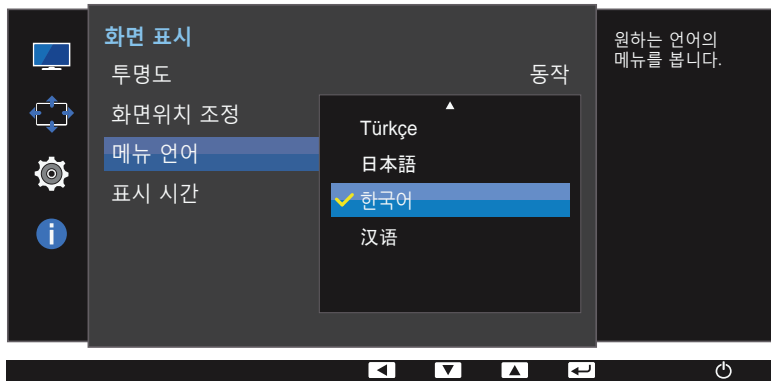 화면 표시
투명도 동작
화면위치 조정
메뉴 언어
표시 시간
Türkçe
日本語
한국어
汉语
원하는 언어의
메뉴를 봅니다.